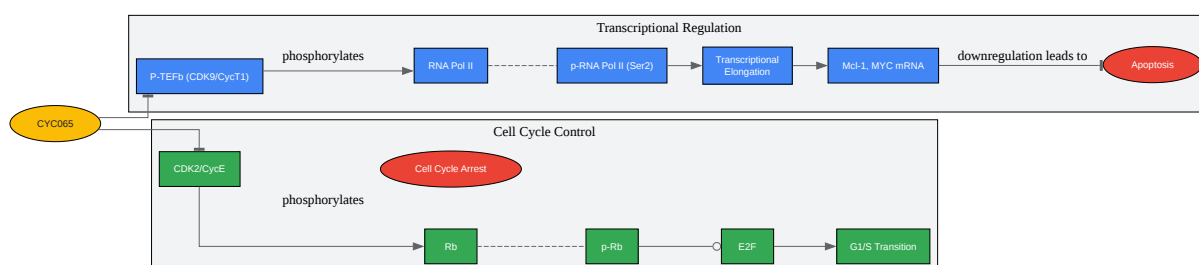 Transcriptional Regulation
phosphorylates
downregulation leads to
P-TEFb (CDK9/CycT1)
RNA Pol II
p-RNA Pol II (Ser2)
Transcriptional
Elongation
Mcl-1, MYC mRNA
Apoptosis
CYC065
Cell Cycle Control
CDK2/CycE
Cell Cycle Arrest
phosphorylates
Rb
p-Rb
E2F
G1/S Transition